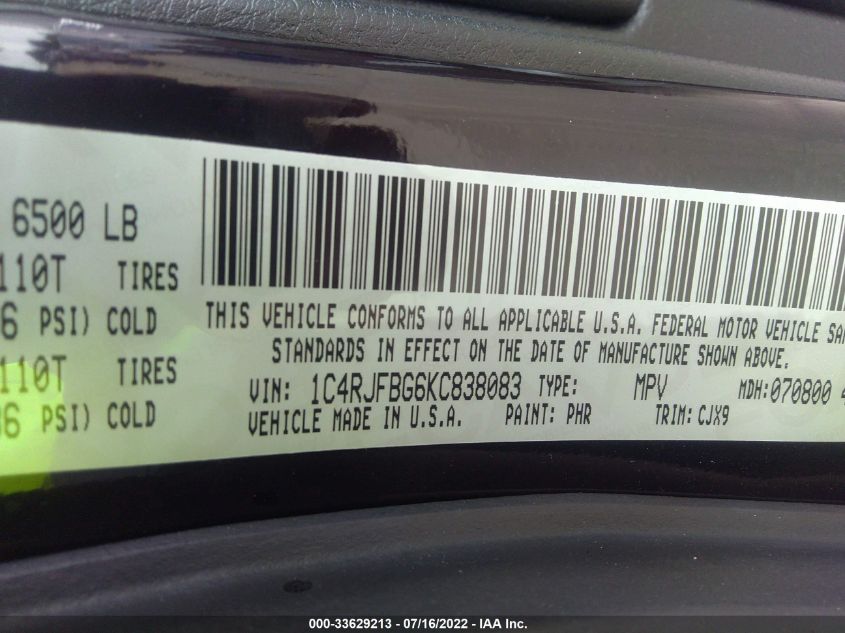 6500 LB
110T TIRES
6 PSI) COLD
110T TIRES
6 PSI) COLD
THIS VEHICLE CONFORMS TO ALL APPLICABLE U.S.A. FEDERAL MOTOR VEHICLE SA
STANDARDS IN EFFECT ON THE DATE OF MANUFACTURE SHOWN ABOVE.
VIN: 1C4RJFBG6KC838083 TYPE: MPV MDH:070800 4
VEHICLE MADE IN U.S.A. PAINT: PHR TRIM: CJX9
000-33629213 - 07/16/2022 - IAA Inc.